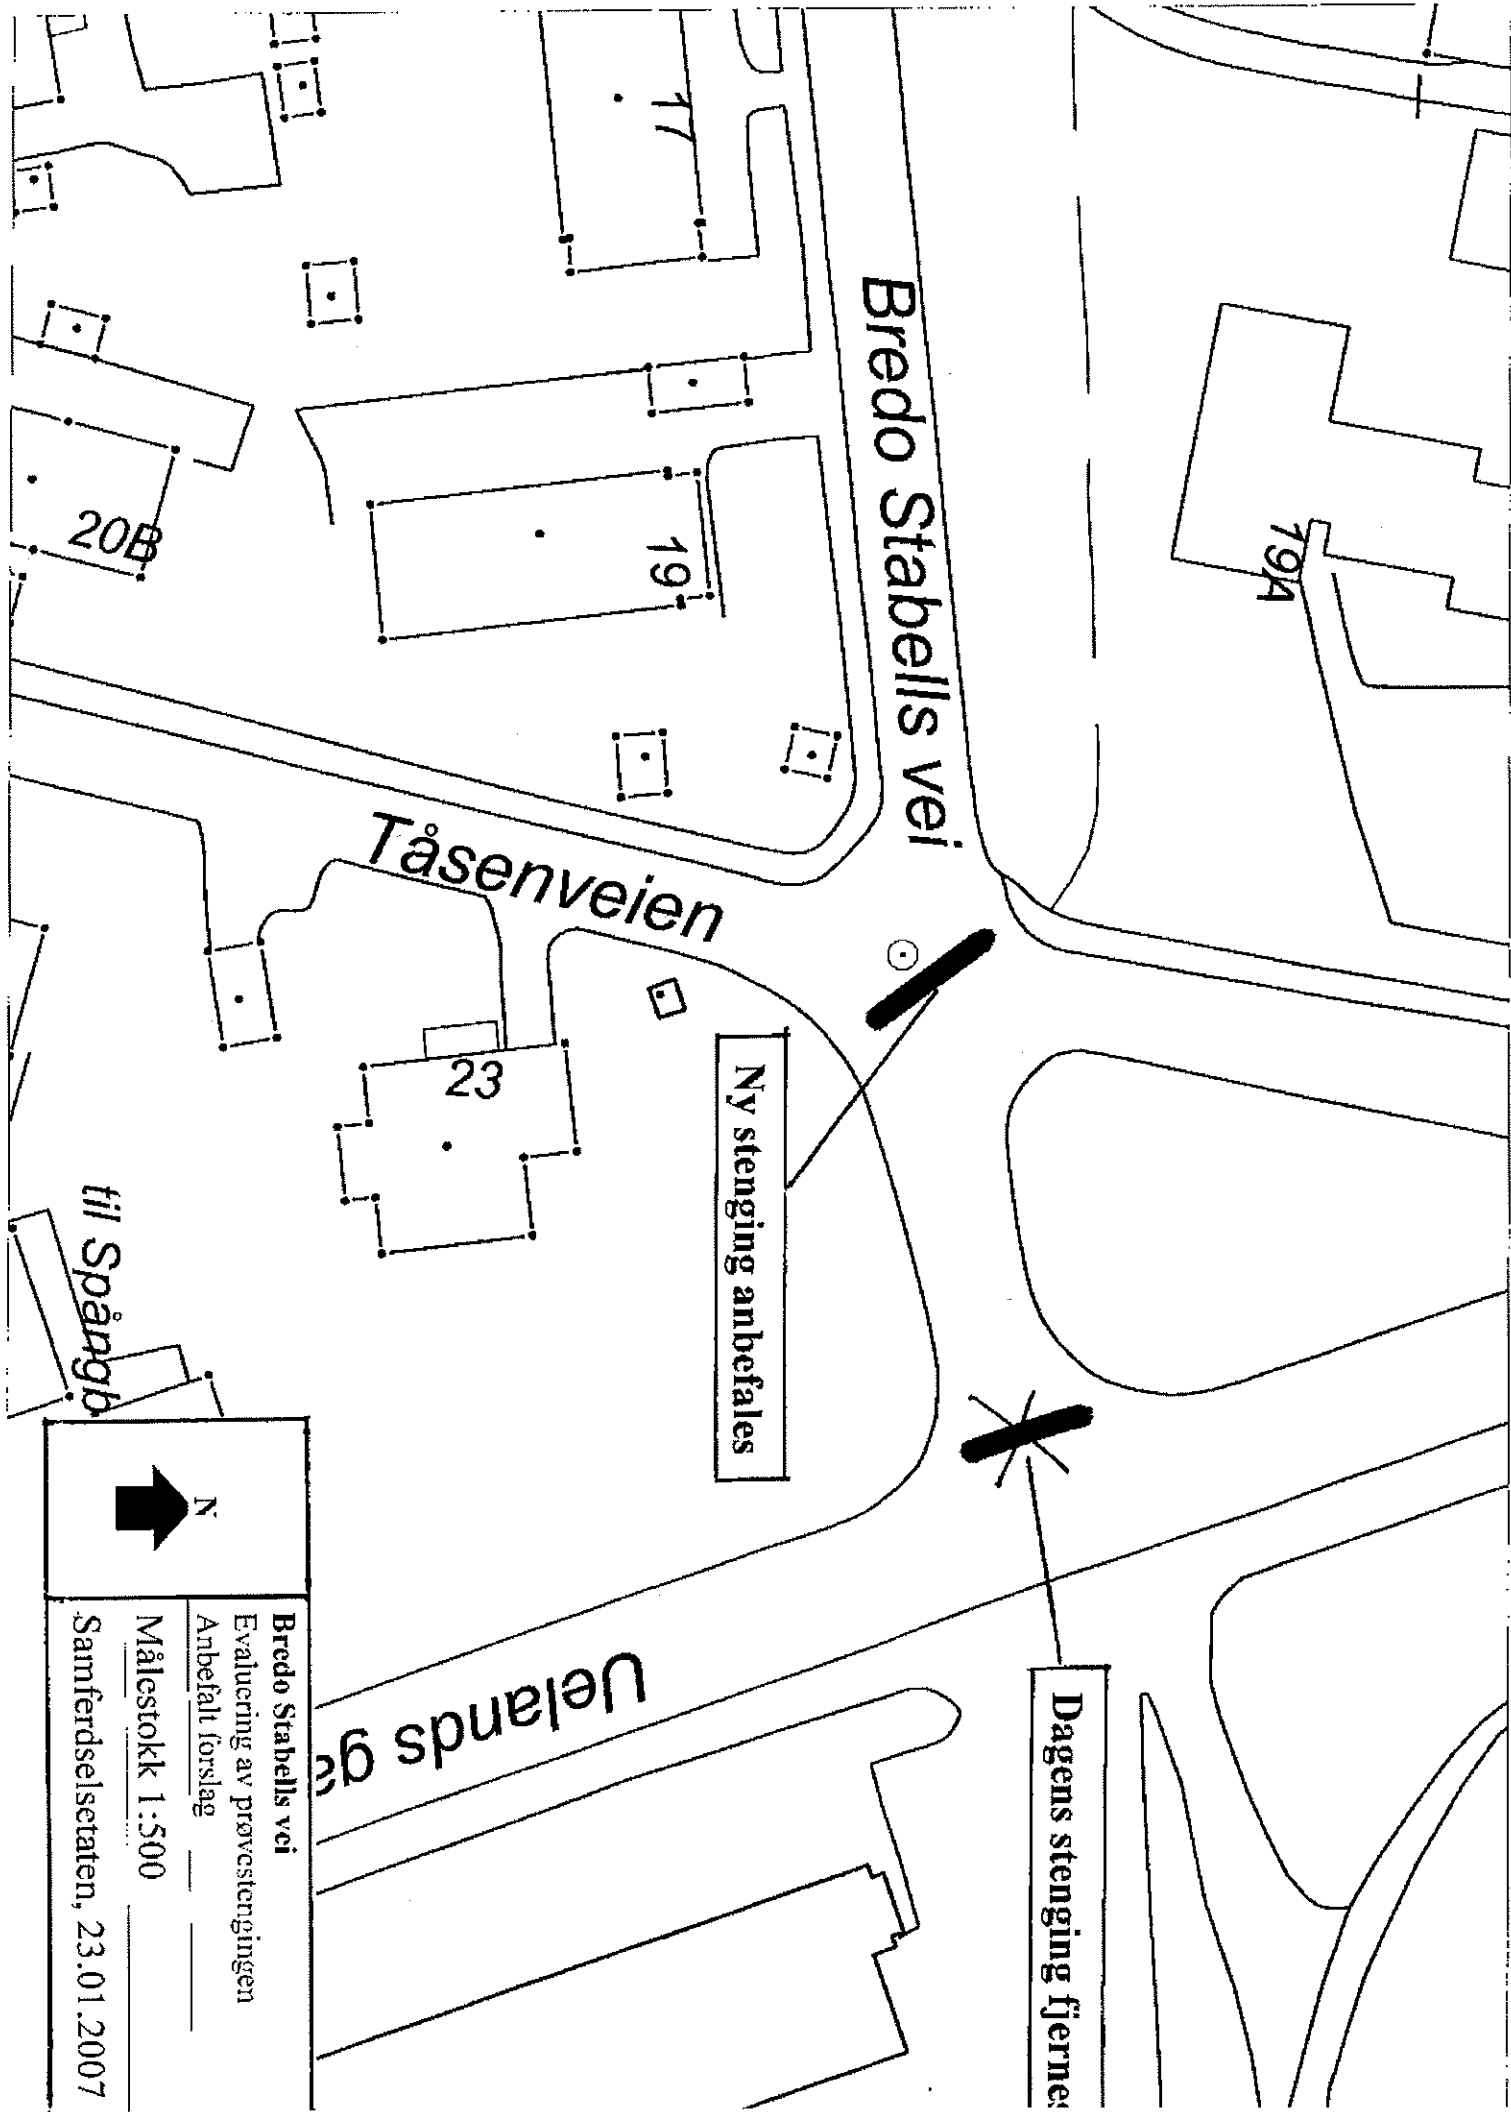 17
Bredo Stabells vei
19A
19
20B
Tåsenveien
23
Ny stenging anbefales
Dagens stenging fjernes
til Spångb
Uelands ga
N
Bredo Stabells vei
Evaluering av prøvestengingen
Anbefalt forslag
Målestokk 1:500
Samferdselsetaten, 23.01.2007